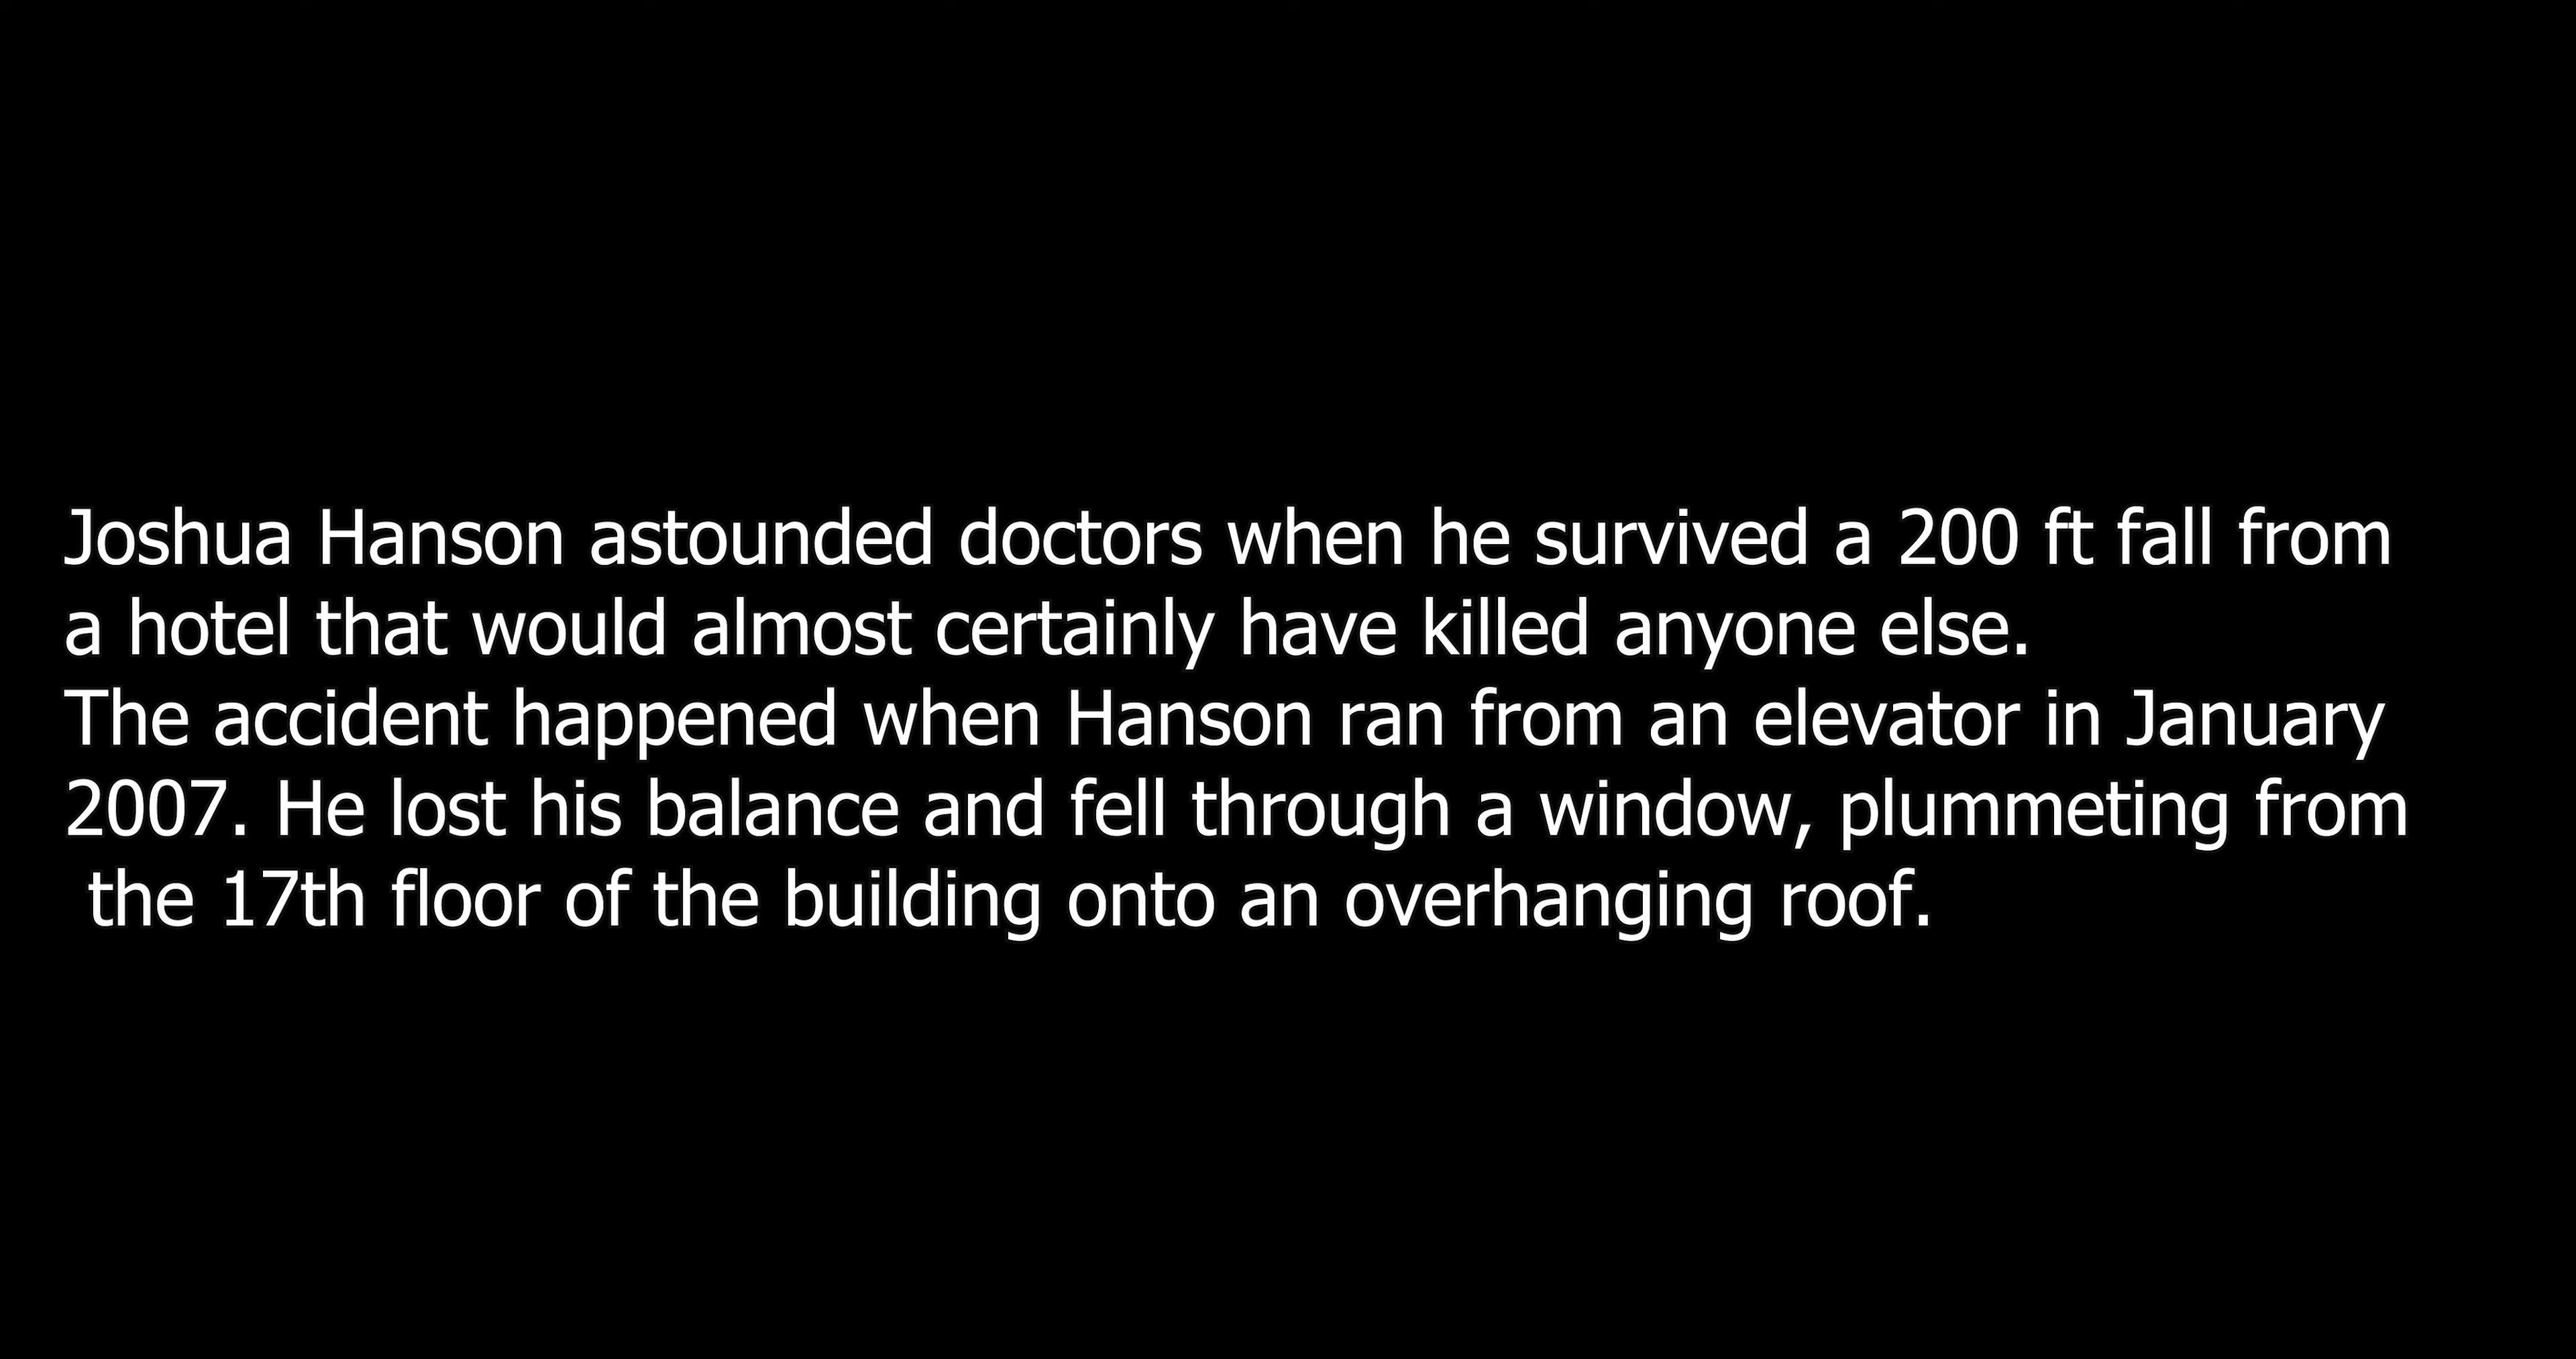 Joshua Hanson astounded doctors when he survived a 200 ft fall from
a hotel that would almost certainly have killed anyone else.
The accident happened when Hanson ran from an elevator in January
2007. He lost his balance and fell through a window, plummeting from
the 17th floor of the building onto an overhanging roof.